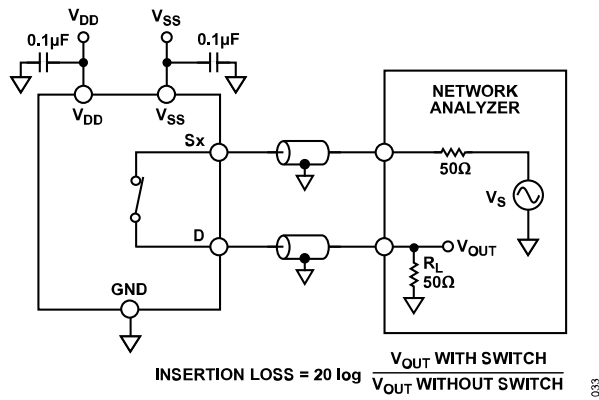 VDD
VSS
0.1µF
0.1µF
VDD
VSS
NETWORK
ANALYZER
Sx
50Ω
VS
D
VOUT
RL
50Ω
GND
INSERTION LOSS = 20 log VOUT WITH SWITCH
VOUT WITHOUT SWITCH
033